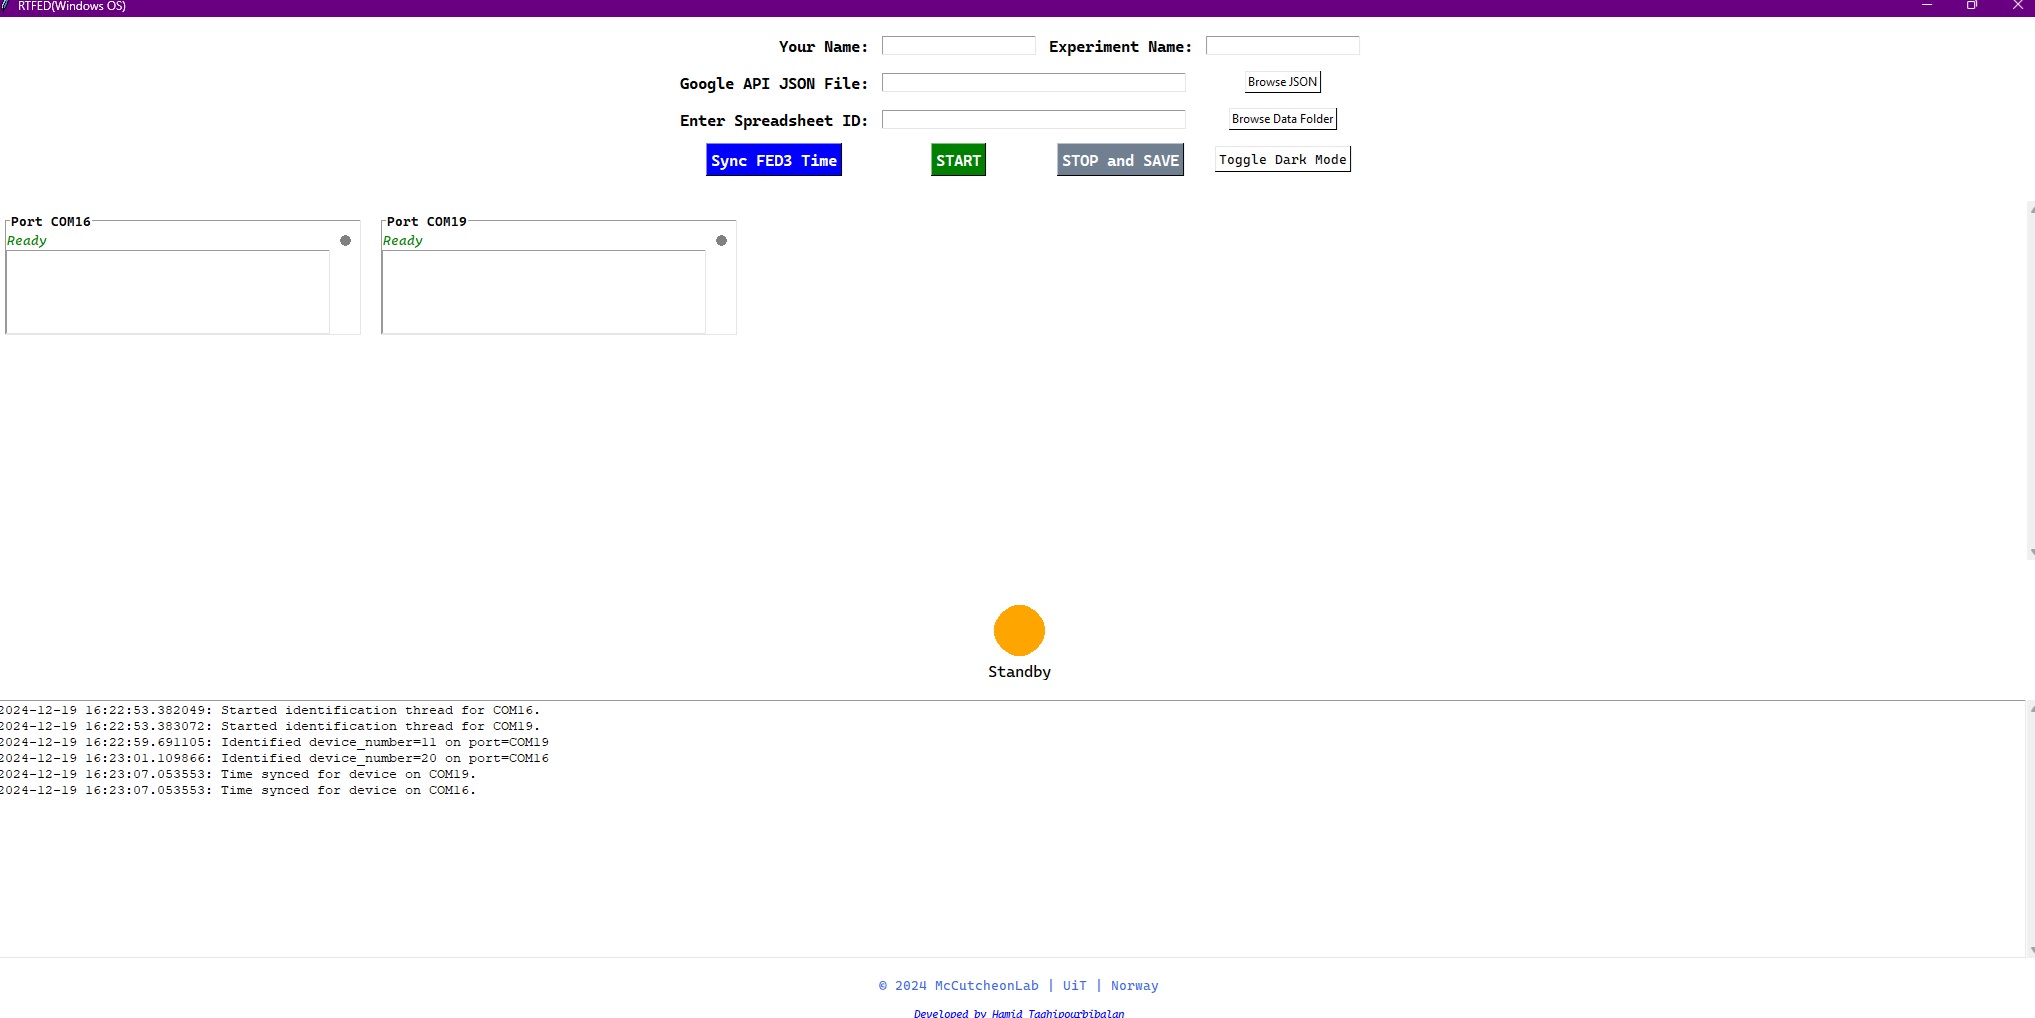 RTFED(Windows OS)
Your Name: Experiment Name:
Google API JSON File: Browse JSON
Enter Spreadsheet ID: Browse Data Folder
Sync FED3 Time START STOP and SAVE Toggle Dark Mode
Port COM16 Port COM19
Ready Ready
Standby
2024-12-19 16:22:53.382049: Started identification thread for COM16.
2024-12-19 16:22:53.383072: Started identification thread for COM19.
2024-12-19 16:22:59.691105: Identified device_number=11 on port=COM19
2024-12-19 16:23:01.109866: Identified device_number=20 on port=COM16
2024-12-19 16:23:07.053553: Time synced for device on COM19.
2024-12-19 16:23:07.053553: Time synced for device on COM16.
© 2024 McCutcheonLab | UiT | Norway
Developed by Hamid Taghipourbibalan